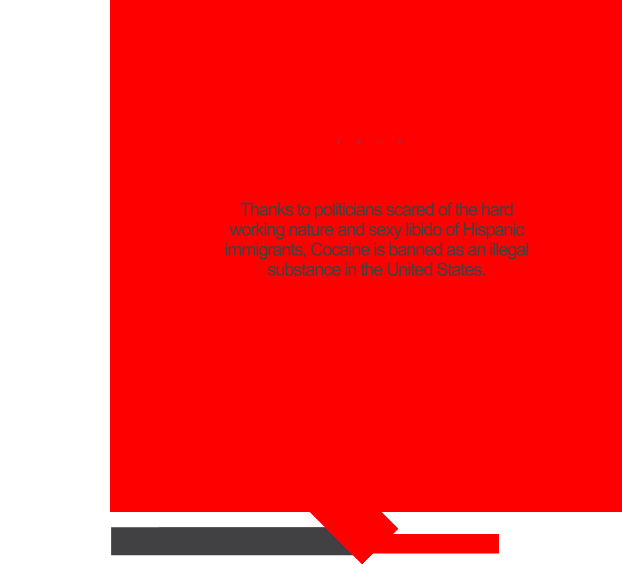 Thanks to politicians scared of the hard
working nature and sexy libido of Hispanic
immigrants, Cocaine is banned as an illegal
substance in the United States.